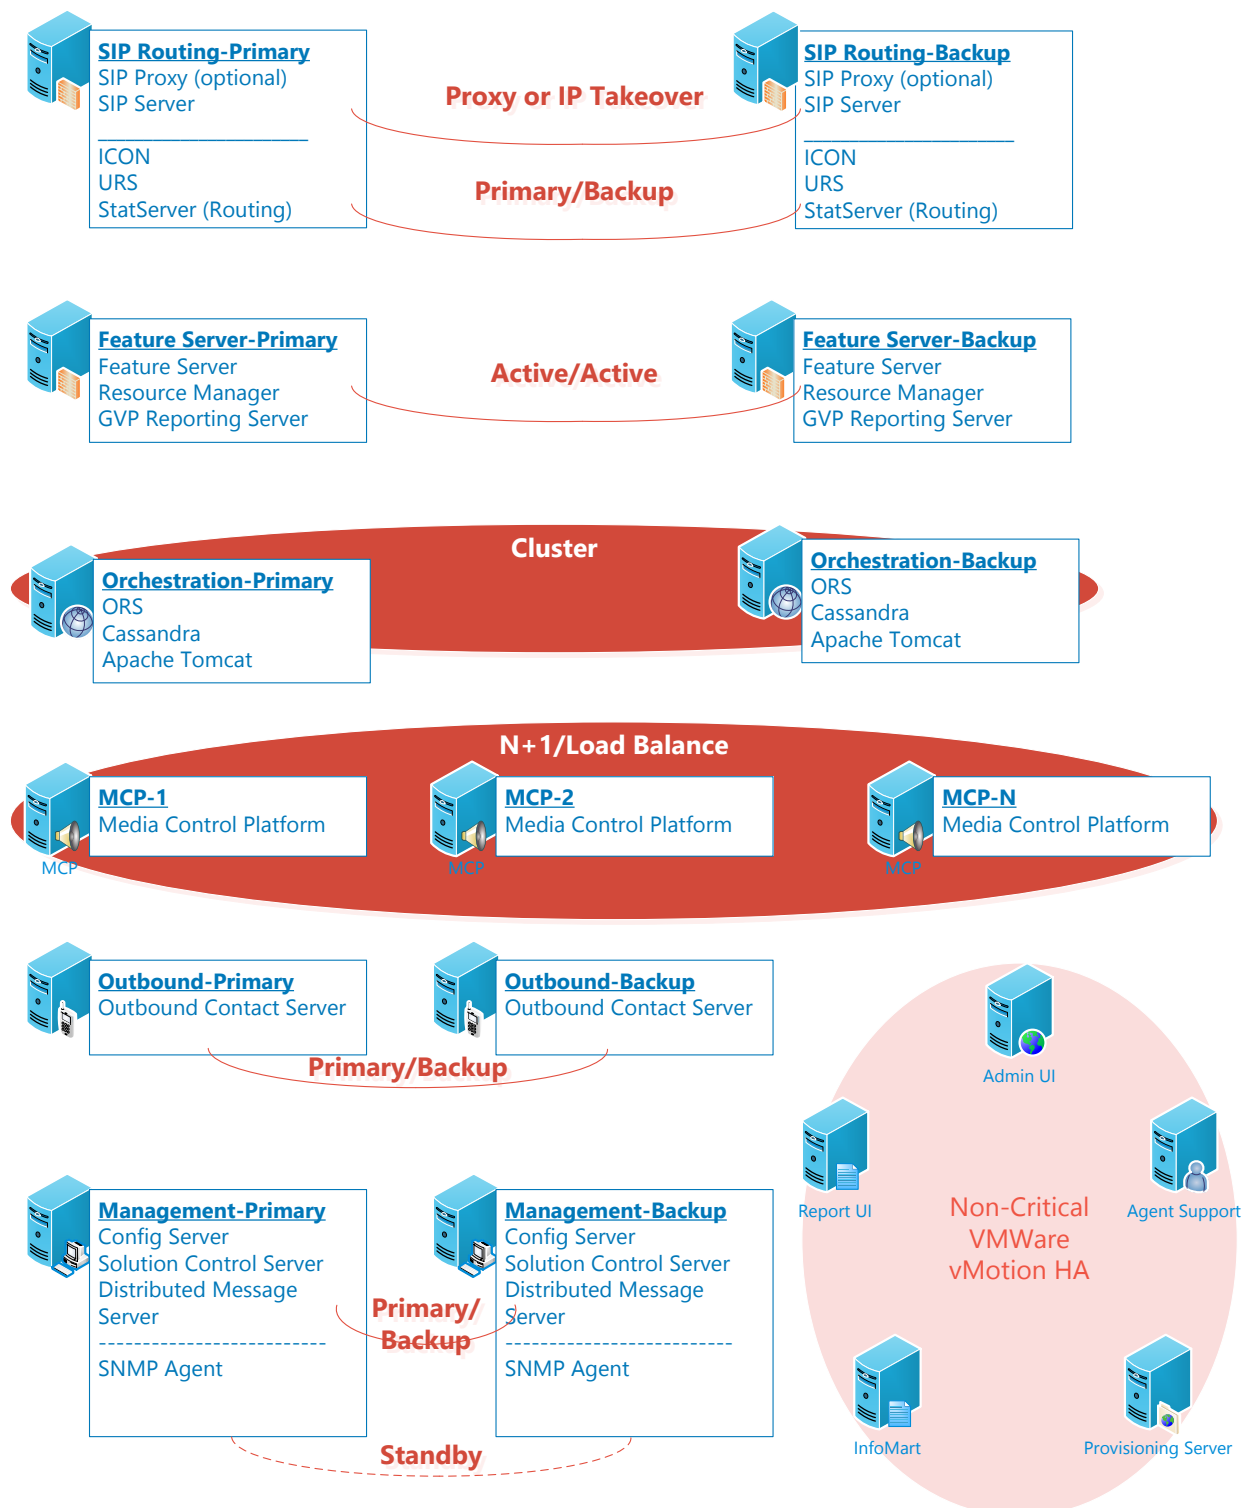 SIP Routing-Primary
SIP Proxy (optional)
SIP Server
ICON
URS
StatServer (Routing)
Proxy or IP Takeover
Primary/Backup
SIP Routing-Backup
SIP Proxy (optional)
SIP Server
ICON
URS
StatServer (Routing)
Feature Server-Primary
Feature Server
Resource Manager
GVP Reporting Server
Active/Active
Feature Server-Backup
Feature Server
Resource Manager
GVP Reporting Server
Cluster
Orchestration-Primary
ORS
Cassandra
Apache Tomcat
Orchestration-Backup
ORS
Cassandra
Apache Tomcat
N+1/Load Balance
MCP-1
Media Control Platform
MCP
MCP-2
Media Control Platform
MCP
MCP-N
Media Control Platform
MCP
Outbound-Primary
Outbound Contact Server
Outbound-Backup
Outbound Contact Server
Primary/Backup
Management-Primary
Config Server
Solution Control Server
Distributed Message
Server
---------------------------
SNMP Agent
Primary/
Backup
Management-Backup
Config Server
Solution Control Server
Distributed Message
Server
---------------------------
SNMP Agent
Standby
Admin UI
Report UI
Agent Support
Non-Critical
VMWare
vMotion HA
InfoMart
Provisioning Server